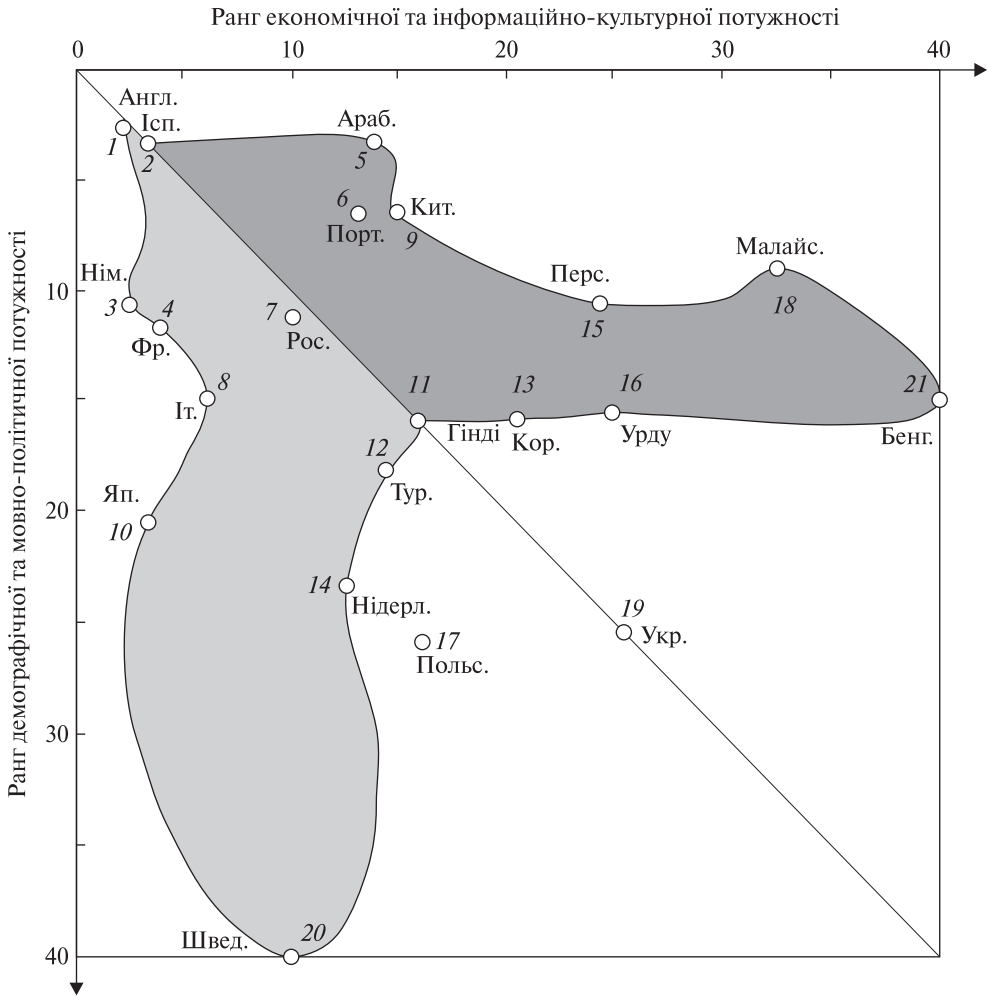 Ранг економічної та інформаційно-культурної потужності
0 10 20 30 40
Ранг демографічної та мовно-політичної потужності
Англ.
1
Ісп.
2
Араб.
5
6
Порт.
Кит.
9
Малайс.
18
Перс.
15
Нім.
10
3
4
Фр.
7
Рос.
8
Іт.
11
Гінді
13
Кор.
16
Урду
21
Бенг.
12
Тур.
Яп.
10
20
14
Нідерл.
17
Польс.
19
Укр.
30
Швед.
20
40